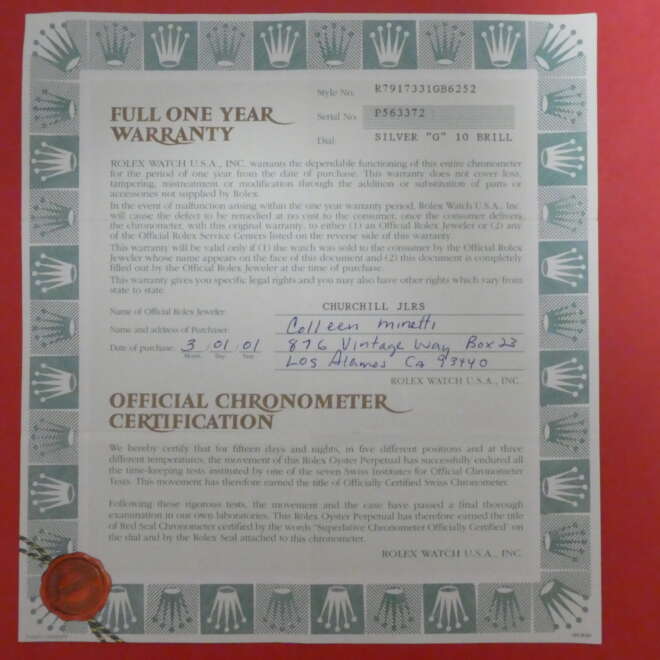 Style No. R7917331GB6252
FULL ONE YEAR
WARRANTY
Serial No. P563372
Dial SILVER "G" 10 BRILL
ROLEX WATCH U.S.A., INC. warrants the dependable functioning of this entire chronometer
for the period of one year from the date of purchase. This warranty does not cover loss,
tampering, mistreatment or modification through the addition or substitution of parts or
accessories not supplied by Rolex.
In the event of malfunction arising within the one year warranty period, Rolex Watch U.S.A., Inc.
will cause the defect to be remedied at no cost to the consumer, once the consumer delivers
the chronometer, with this original warranty, to either (1) an Official Rolex Jeweler or (2) any
of the Official Rolex Service Centers listed on the reverse side of this warranty.
This warranty will be valid only if (1) the watch was sold to the consumer by the Official Rolex
Jeweler whose name appears on the face of this document and (2) this document is completely
filled out by the Official Rolex Jeweler at the time of purchase.
This warranty gives you specific legal rights and you may also have other rights which vary from
state to state.
Name of Official Rolex Jeweler: CHURCHILL JLRS
Name and address of Purchaser: Colleen Minetti
Date of purchase: 3 01 01 876 Vintage Way Box 23
Month Day Year
Los Alamos CA 93440
ROLEX WATCH U.S.A., INC.
OFFICIAL CHRONOMETER
CERTIFICATION
We hereby certify that for fifteen days and nights, in five different positions and at three
different temperatures, the movement of this Rolex Oyster Perpetual has successfully endured all
the time-keeping tests instituted by one of the seven Swiss Institutes for Official Chronometer
Tests. This movement has therefore earned the title of Officially Certified Swiss Chronometer.
Following these rigorous tests, the movement and the case have passed a final thorough
examination in our own laboratories. This Rolex Oyster Perpetual has therefore earned the title
of Red Seal Chronometer certified by the words "Superlative Chronometer Officially Certified" on
the dial and by the Rolex Seal attached to this chronometer.
ROLEX WATCH U.S.A., INC.